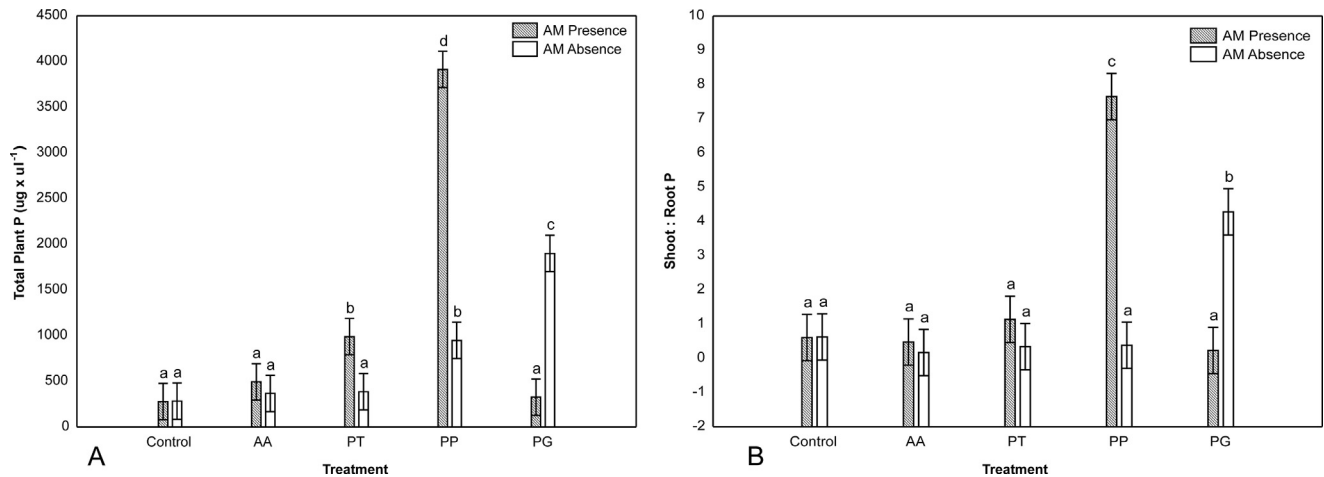 4500
4000
3500
3000
2500
2000
1500
1000
500
0
Total Plant P (ug x ul⁻¹)
AM Presence
AM Absence
a a
a a
b a
d b
a c
Control AA PT PP PG
Treatment
A
10
9
8
7
6
5
4
3
2
1
0
-1
-2
Shoot : Root P
AM Presence
AM Absence
a a
a a
a a
c a
a b
Control AA PT PP PG
Treatment
B